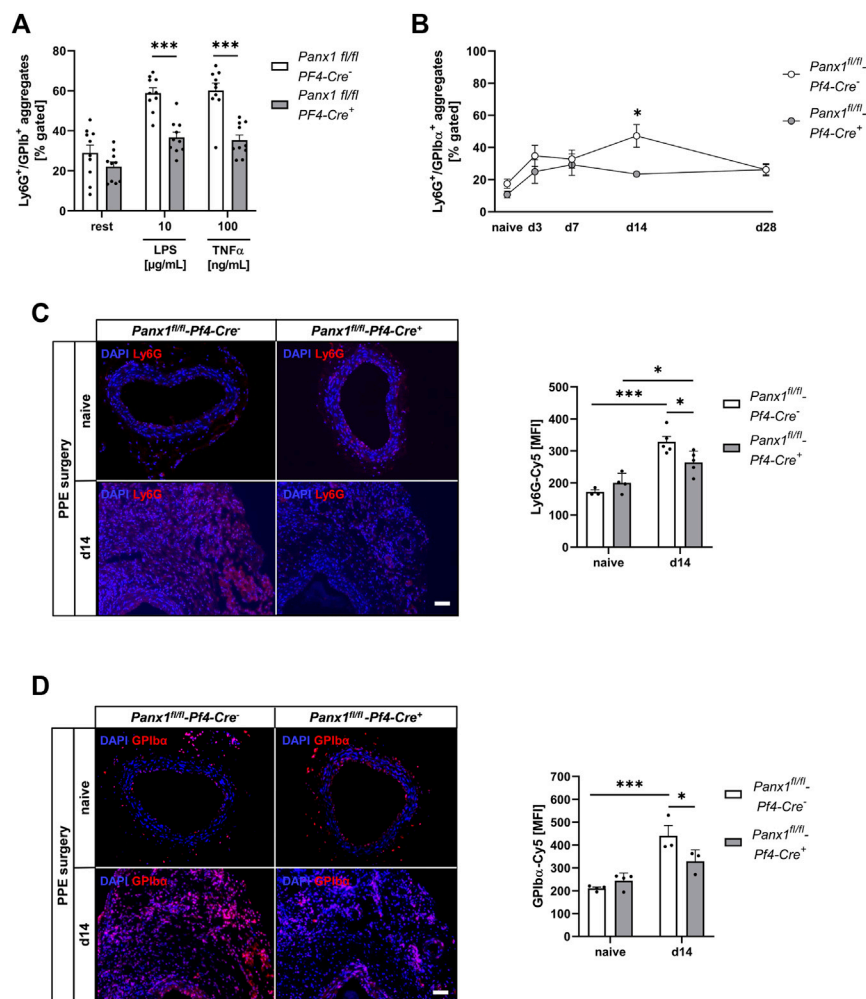 A
Ly6G+/GPIb+ aggregates
[% gated]
80
60
40
20
0
***
***
rest
10
100
LPS
[µg/mL]
TNFα
[ng/mL]
Panx1 fl/fl
PF4-Cre-
Panx1 fl/fl
PF4-Cre+
B
Ly6G+/GPIbα+ aggregates
[% gated]
100
80
60
40
20
0
*
naive
d3
d7
d14
d28
Panx1fl/fl-
Pf4-Cre-
Panx1fl/fl-
Pf4-Cre+
C
Panx1fl/fl-Pf4-Cre-
Panx1fl/fl-Pf4-Cre+
PPE surgery
naive
d14
DAPI Ly6G
DAPI Ly6G
DAPI Ly6G
DAPI Ly6G
Ly6G-Cy5 [MFI]
500
400
300
200
100
0
***
*
*
naive
d14
Panx1fl/fl-
Pf4-Cre-
Panx1fl/fl-
Pf4-Cre+
D
Panx1fl/fl-Pf4-Cre-
Panx1fl/fl-Pf4-Cre+
PPE surgery
naive
d14
DAPI GPIbα
DAPI GPIbα
DAPI GPIbα
DAPI GPIbα
GPIbα-Cy5 [MFI]
700
600
500
400
300
200
100
0
***
*
naive
d14
Panx1fl/fl-
Pf4-Cre-
Panx1fl/fl-
Pf4-Cre+